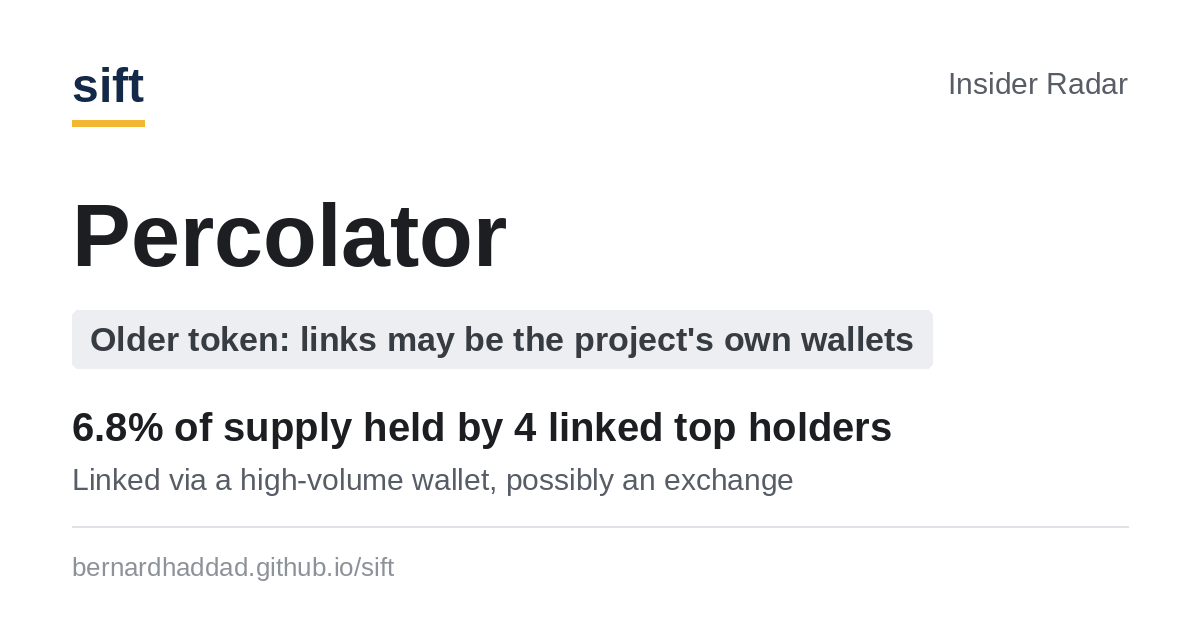 sift
Insider Radar
Percolator
Older token: links may be the project's own wallets
6.8% of supply held by 4 linked top holders
Linked via a high-volume wallet, possibly an exchange
bernardhaddad.github.io/sift